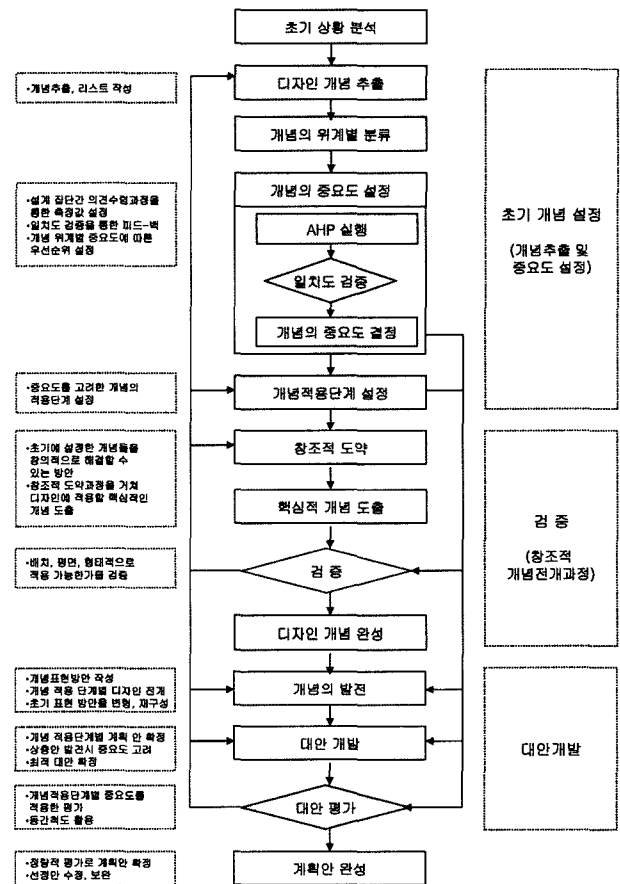 초기 상황 분석
디자인 개념 추출
•개념추출, 리스트 작성
개념의 위계별 분류
개념의 중요도 설정
•설계 집단간 의견수렴과정을
통한 측정값 설정
•일치도 검증을 통한 피드-백
•개념 위계별 중요도에 따른
우선순위 설정
AHP 실행
일치도 검증
개념의 중요도 결정
초기 개념 설정
(개념추출 및
중요도 설정)
•중요도를 고려한 개념의
적용단계 설정
개념적용단계 설정
•초기에 설정한 개념들을
창의적으로 해결할 수
있는 방안
•창조적 도약과정을 거쳐
디자인에 적용할 핵심적인
개념 도출
창조적 도약
핵심적 개념 도출
•배치, 평면, 형태적으로
적용 가능한가를 검증
검 증
디자인 개념 완성
검 증
(창조적
개념전개과정)
•개념표현방안 작성
•개념 적용 단계별 디자인 전개
•초기 표현 방안을 변형, 재구성
개념의 발전
•개념 적용단계별 계획 안 확정
•상충안 발전시 중요도 고려
•최적 대안 확정
대안 개발
대안개발
•개념적용단계별 중요도를
적용한 평가
•등간척도 활용
대안 평가
•정량적 평가로 계획안 확정
•선정안 수정, 보완
계획안 완성